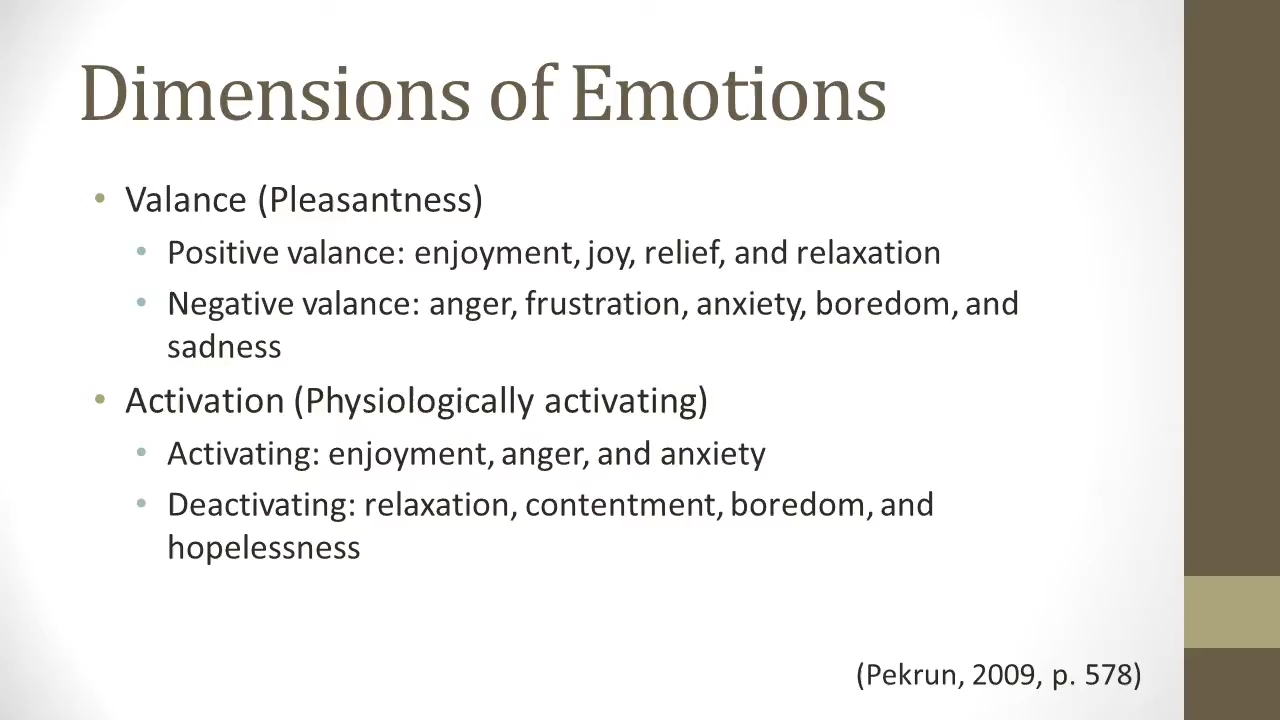 Dimensions of Emotions
• Valance (Pleasantness)
• Positive valance: enjoyment, joy, relief, and relaxation
• Negative valance: anger, frustration, anxiety, boredom, and
sadness
• Activation (Physiologically activating)
• Activating: enjoyment, anger, and anxiety
• Deactivating: relaxation, contentment, boredom, and
hopelessness
(Pekrun, 2009, p. 578)